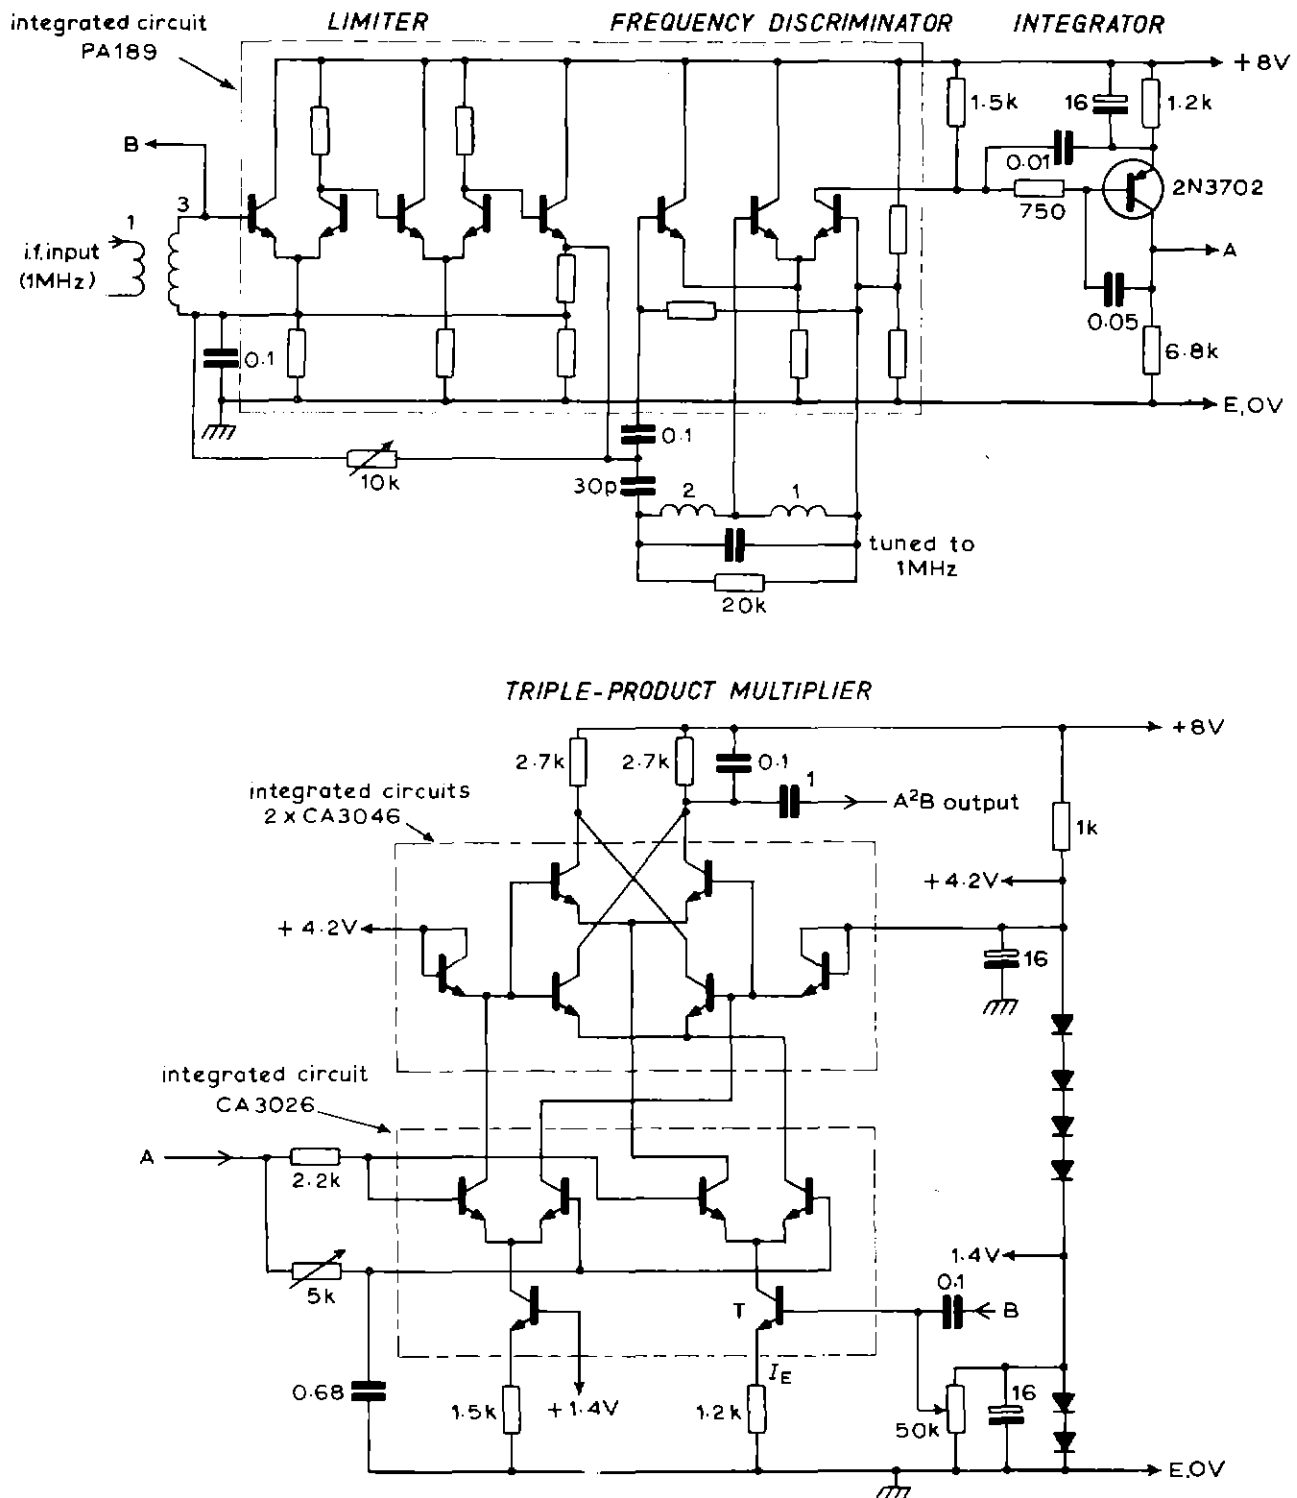 integrated circuit
PA189
LIMITER
FREQUENCY DISCRIMINATOR
INTEGRATOR
+8V
1.5k
16
1.2k
B
0.01
2N3702
1
3
750
i.f. input
(1MHz)
A
0.05
0.1
6.8k
E,0V
10k
0.1
30p
2
1
tuned to
1MHz
20k
TRIPLE-PRODUCT MULTIPLIER
+8V
2.7k
2.7k
0.1
1
integrated circuits
2 x CA3046
A²B output
1k
+4.2V
+4.2V
16
integrated circuit
CA3026
A
2.2k
1.4V
5k
0.1
T
B
I_E
0.68
1.5k
+1.4V
1.2k
50k
16
E,0V